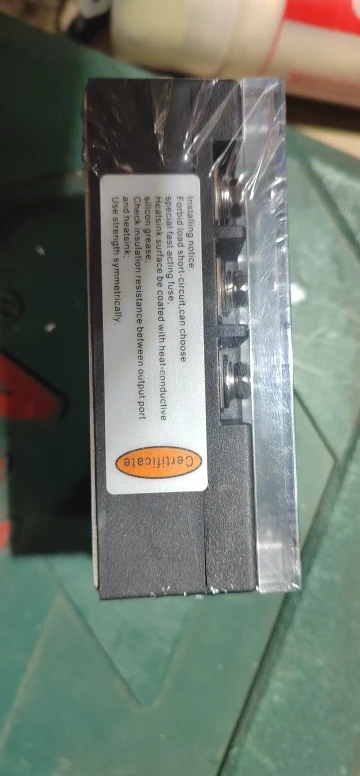 Installing notice:
Forbid load short-circuit,can choose
special fast acting fuse,
Heatsink surface be coated with heat-conductive
silicon grease,
Check insulation resistance between output port
and heatsink,
Use strength symmetrically
Certificate